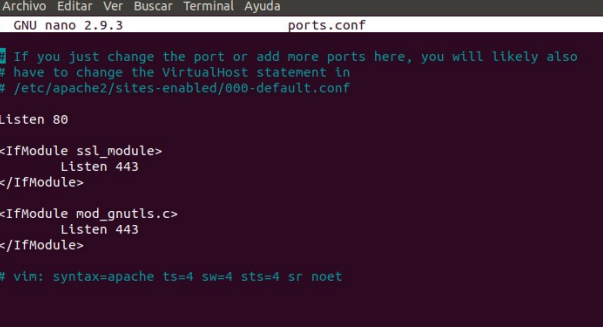 Archivo Editar Ver Buscar Terminal Ayuda
GNU nano 2.9.3 ports.conf
# If you just change the port or add more ports here, you will likely also
# have to change the VirtualHost statement in
# /etc/apache2/sites-enabled/000-default.conf
Listen 80
<IfModule ssl_module>
Listen 443
</IfModule>
<IfModule mod_gnutls.c>
Listen 443
</IfModule>
# vim: syntax=apache ts=4 sw=4 sts=4 sr noet